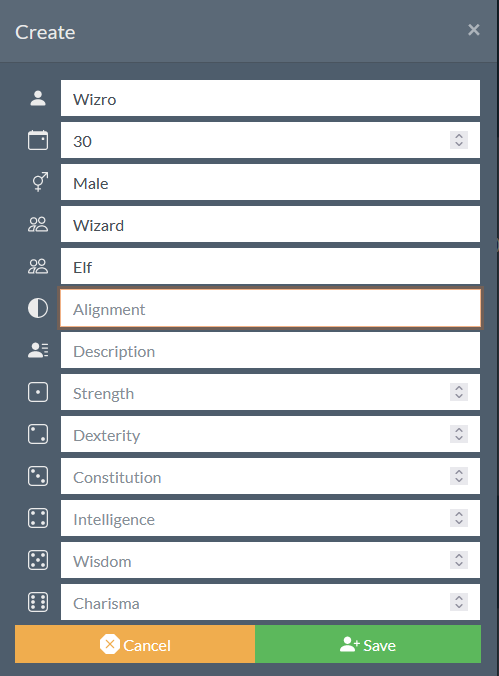 Create
Wizro
30
Male
Wizard
Elf
Alignment
Description
Strength
Dexterity
Constitution
Intelligence
Wisdom
Charisma
Cancel Save